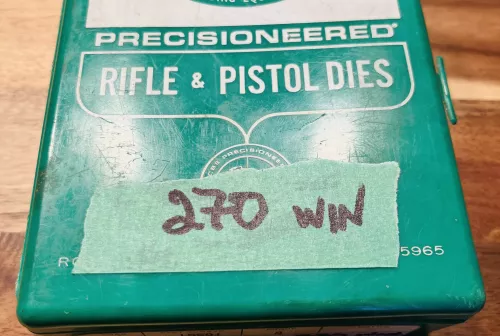 PRECISIONEERED®
RIFLE & PISTOL DIES
270 WIN
5965